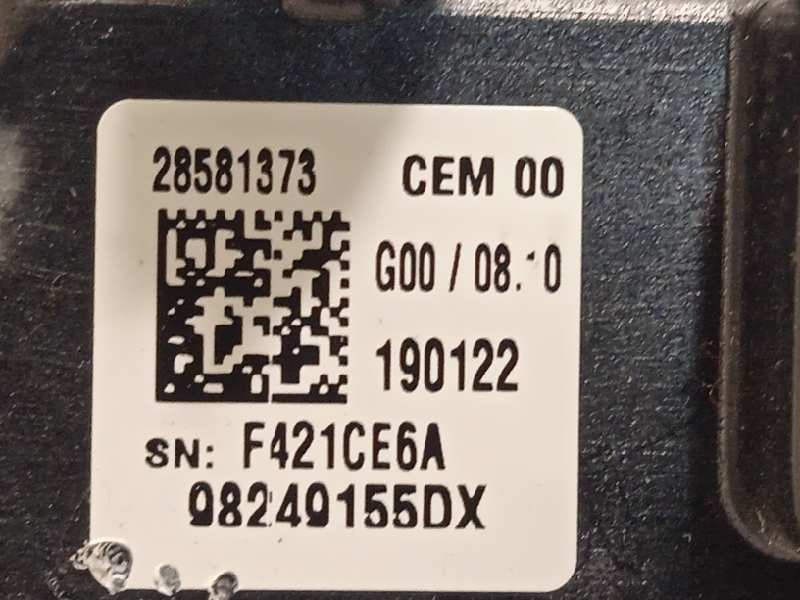 28581373 CEM 00
G00 / 08.10
190122
SN: F421CE6A
98249155DX